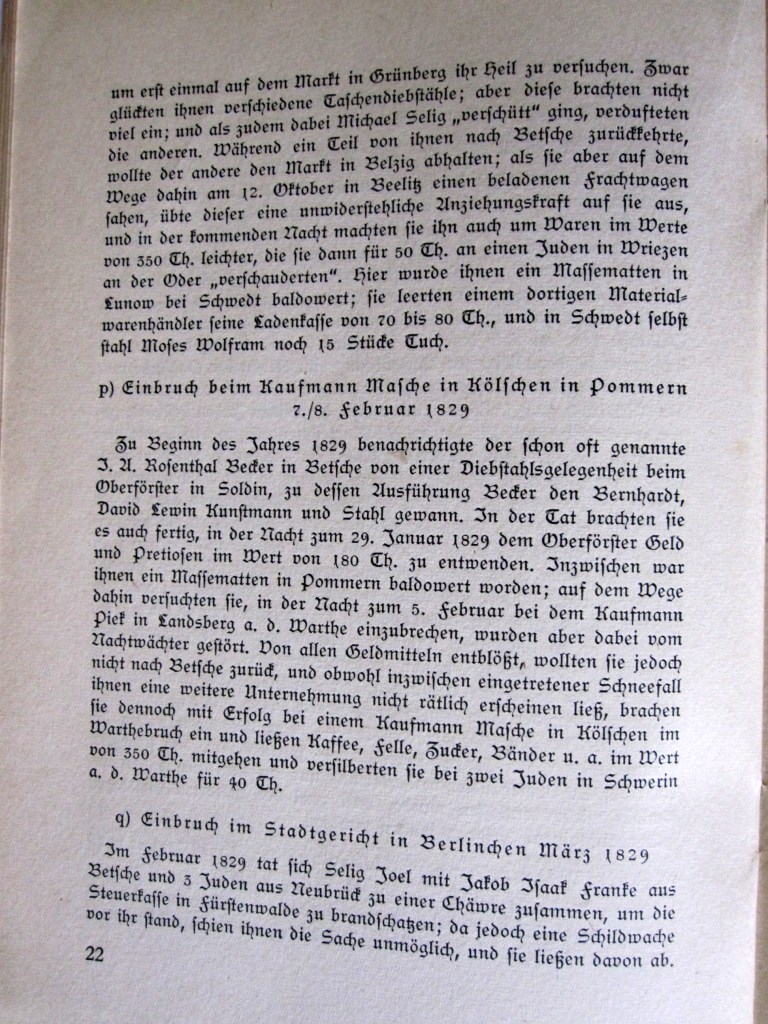 um erst einmal auf dem Markt in Grünberg ihr Heil zu versuchen. Zwar
glückten ihnen verschiedene Taschendiebstähle; aber diese brachten nicht
viel ein; und als zudem dabei Michael Selig „verschütt“ ging, verdufteten
die anderen. Während ein Teil von ihnen nach Betsche zurückkehrte,
wollte der andere den Markt in Belzig abhalten; als sie aber auf dem
Wege dahin am 12. Oktober in Beelitz einen beladenen Frachtwagen
sahen, übte dieser eine unwiderstehliche Anziehungskraft auf sie aus,
und in der kommenden Nacht machten sie ihn auch um Waren im Werte
von 350 Th. leichter, die sie dann für 50 Th. an einen Juden in Wriezen
an der Oder „verschauderten“. Hier wurde ihnen ein Massematten in
Lunow bei Schwedt baldowert; sie leerten einem dortigen Material-
warenhändler seine Ladenkasse von 70 bis 80 Th., und in Schwedt selbst
stahl Moses Wolfram noch 15 Stücke Tuch.
p) Einbruch beim Kaufmann Masche in Kölschen in Pommern
7./8. Februar 1829
Zu Beginn des Jahres 1829 benachrichtigte der schon oft genannte
J. A. Rosenthal Becker in Betsche von einer Diebstahlsgelegenheit beim
Oberförster in Soldin, zu dessen Ausführung Becker den Bernhardt,
David Lewin Kunstmann und Stahl gewann. In der Tat brachten sie
es auch fertig, in der Nacht zum 29. Januar 1829 dem Oberförster Geld
und Pretiosen im Wert von 180 Th. zu entwenden. Inzwischen war
ihnen ein Massematten in Pommern baldowert worden; auf dem Wege
dahin versuchten sie, in der Nacht zum 5. Februar bei dem Kaufmann
Piek in Landsberg a. d. Warthe einzubrechen, wurden aber dabei vom
Nachtwächter gestört. Von allen Geldmitteln entblößt, wollten sie jedoch
nicht nach Betsche zurück, und obwohl inzwischen eingetretener Schneefall
ihnen eine weitere Unternehmung nicht rätlich erscheinen ließ, brachen
sie dennoch mit Erfolg bei einem Kaufmann Masche in Kölschen im
Warthebruch ein und ließen Kaffee, Felle, Zucker, Bänder u. a. im Wert
von 350 Th. mitgehen und versilberten sie bei zwei Juden in Schwerin
a. d. Warthe für 40 Th.
q) Einbruch im Stadtgericht in Berlinchen März 1829
Im Februar 1829 tat sich Selig Joel mit Jakob Isaak Franke aus
Betsche und 3 Juden aus Neubrück zu einer Chäwre zusammen, um die
Steuerkasse in Fürstenwalde zu brandschatzen; da jedoch eine Schildwache
vor ihr stand, schien ihnen die Sache unmöglich, und sie ließen davon ab.
22